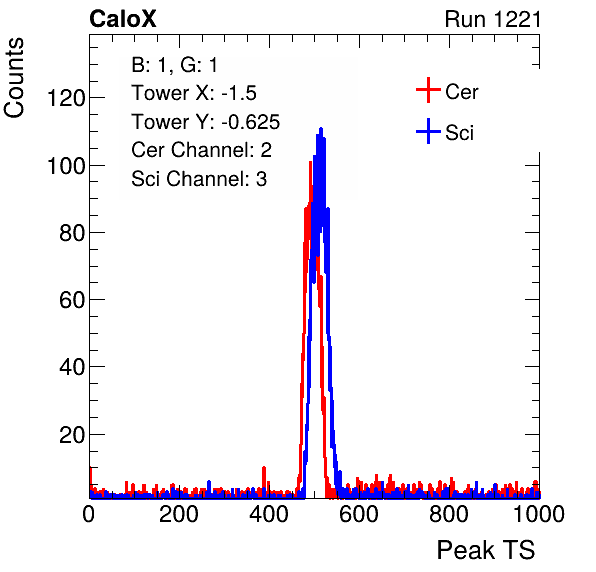 CaloX Run 1221
Counts
B: 1, G: 1
Tower X: -1.5
Tower Y: -0.625
Cer Channel: 2
Sci Channel: 3
Cer
Sci
120
100
80
60
40
20
0 200 400 600 800 1000
Peak TS